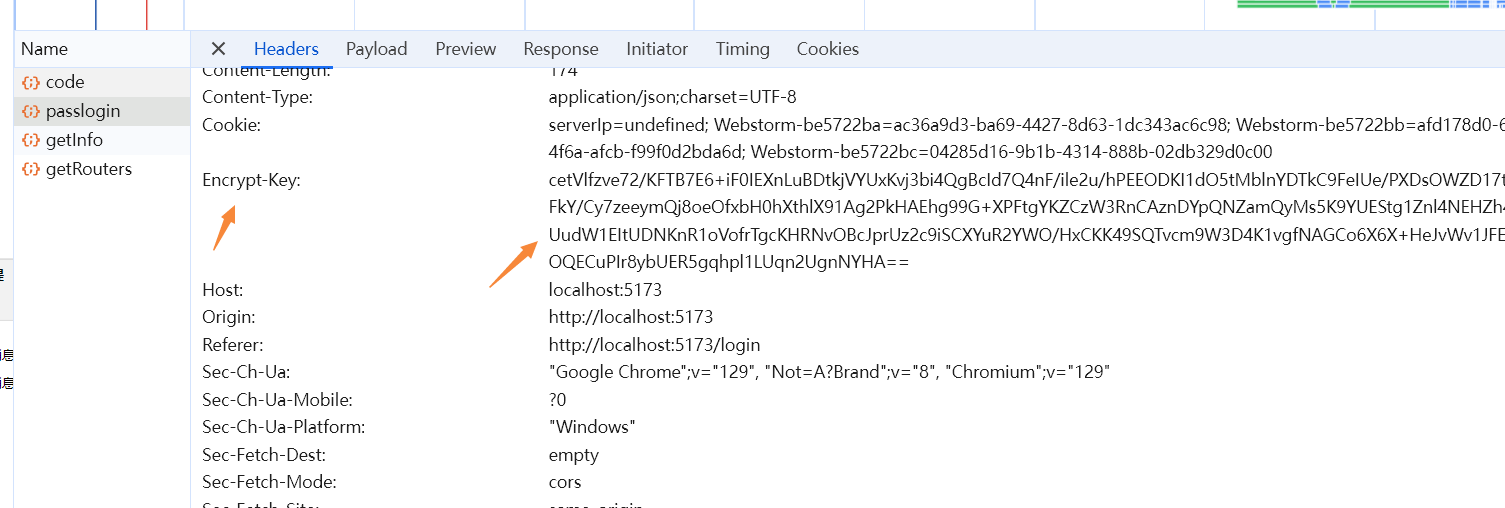 Name
Headers Payload Preview Response Initiator Timing Cookies
code
passlogin
getInfo
getRouters
Content-Length: 174
Content-Type: application/json;charset=UTF-8
Cookie: serverIp=undefined; Webstorm-be5722ba=ac36a9d3-ba69-4427-8d63-1dc343ac6c98; Webstorm-be5722bb=afd178d0-6
4f6a-afcb-f99f0d2bda6d; Webstorm-be5722bc=04285d16-9b1b-4314-888b-02db329d0c00
Encrypt-Key: cetVlfzve72/KFTB7E6+iF0IEXnLuBDtkjVYUxKvj3bi4QgBcId7Q4nF/ile2u/hPEEODKI1dO5tMblnYDTkC9FeIUe/PXDsOWZD17t
FkY/Cy7zeeymQj8oeOfxbH0hXthlX91Ag2PkHAEhg99G+XPFtgYKZCzW3RnCAznDYpQNZamQyMs5K9YUEStg1Znl4NEHZh4
UudW1EItUDNKnR1oVofrTgcKHRNvOBcJprUz2c9iSCXYuR2YWO/HxCKK49SQTvcm9W3D4K1vgfNAGCo6X6X+HeJvWv1JFE
OQECuPIr8ybUER5gqhpl1LUqn2UgnNYHA==
Host: localhost:5173
Origin: http://localhost:5173
Referer: http://localhost:5173/login
Sec-Ch-Ua: "Google Chrome";v="129", "Not=A?Brand";v="8", "Chromium";v="129"
Sec-Ch-Ua-Mobile: ?0
Sec-Ch-Ua-Platform: "Windows"
Sec-Fetch-Dest: empty
Sec-Fetch-Mode: cors
Sec-Fetch-Site: same-origin